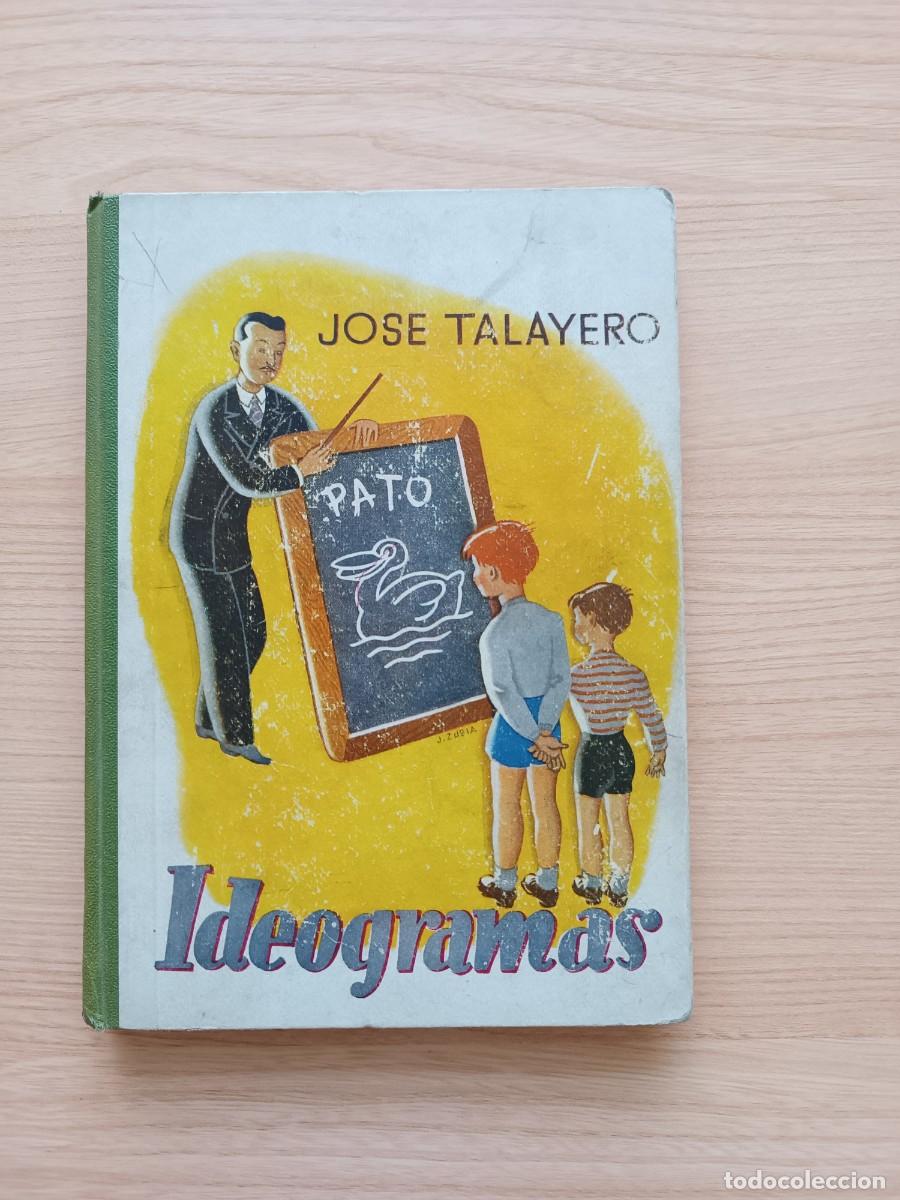 JOSE TALAYERO
PATO
J. ZUBIA
Ideogramas
todocoleccion